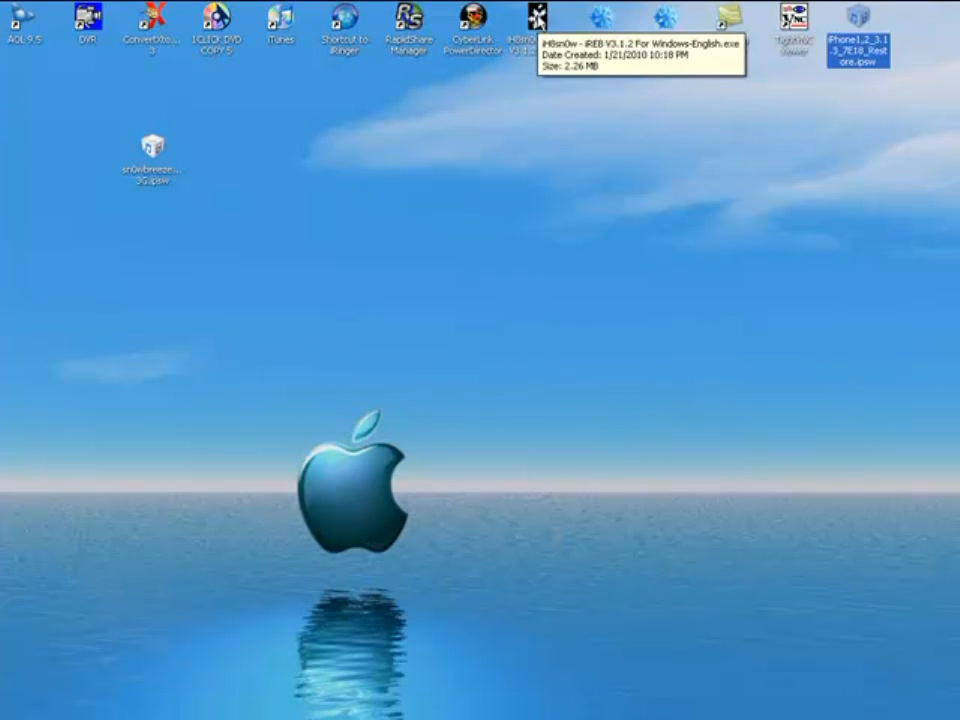 AOL 9.5
DVR
ConvertXto...
3
1CLICK DVD
COPY 5
iTunes
Shortcut to
iRinger
RapidShare
Manager
CyberLink
PowerDirector
iH8sn0w - iREB V3.1.2 For Windows-English.exe
Date Created: 1/21/2010 10:18 PM
Size: 2.26 MB
TightVNC
Viewer
iPhone1,2_3.1
.3_7E18_Rest
ore.ipsw
sn0wbreeze...
3G.ipsw